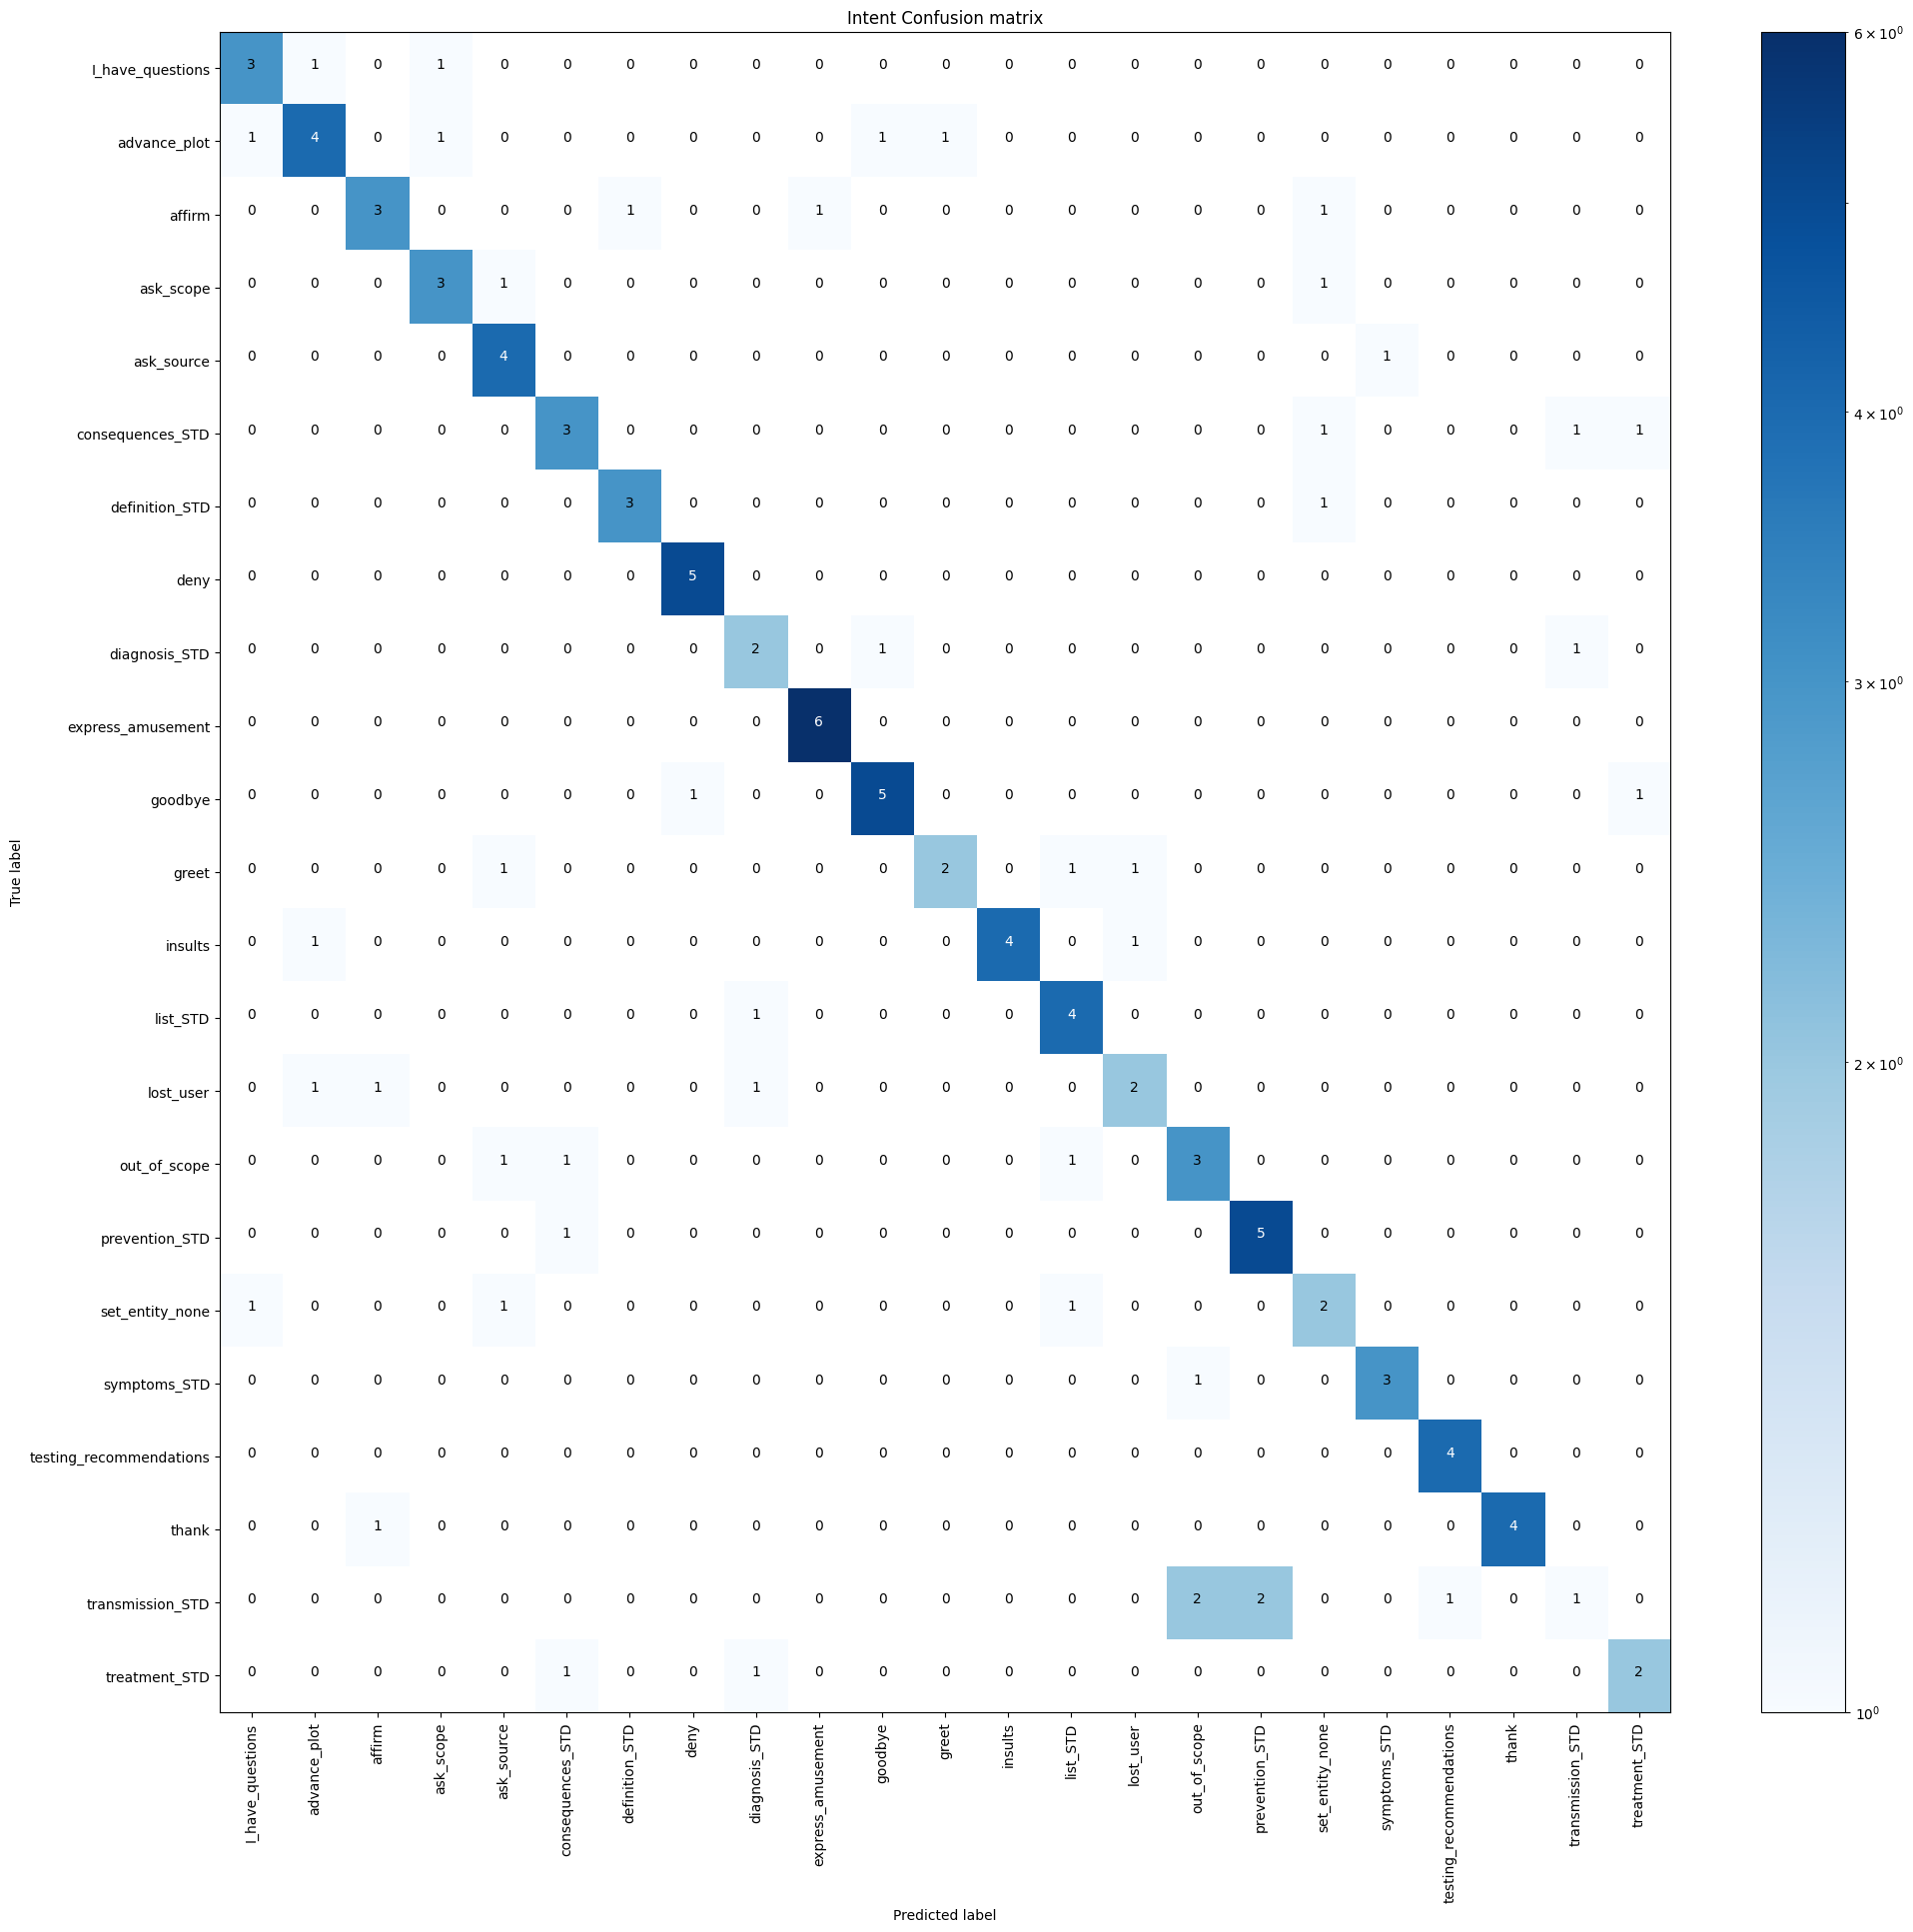 Intent Confusion matrix
I_have_questions 3 1 0 1 0 0 0 0 0 0 0 0 0 0 0 0 0 0 0 0 0 0 0
advance_plot 1 4 0 1 0 0 0 0 0 0 1 1 0 0 0 0 0 0 0 0 0 0 0
affirm 0 0 3 0 0 0 1 0 0 1 0 0 0 0 0 0 0 1 0 0 0 0 0
ask_scope 0 0 0 3 1 0 0 0 0 0 0 0 0 0 0 0 0 1 0 0 0 0 0
ask_source 0 0 0 0 4 0 0 0 0 0 0 0 0 0 0 0 0 0 1 0 0 0 0
consequences_STD 0 0 0 0 0 3 0 0 0 0 0 0 0 0 0 0 0 1 0 0 0 1 1
definition_STD 0 0 0 0 0 0 3 0 0 0 0 0 0 0 0 0 0 1 0 0 0 0 0
deny 0 0 0 0 0 0 0 5 0 0 0 0 0 0 0 0 0 0 0 0 0 0 0
diagnosis_STD 0 0 0 0 0 0 0 0 2 0 1 0 0 0 0 0 0 0 0 0 0 1 0
express_amusement 0 0 0 0 0 0 0 0 0 6 0 0 0 0 0 0 0 0 0 0 0 0 0
goodbye 0 0 0 0 0 0 0 1 0 0 5 0 0 0 0 0 0 0 0 0 0 0 1
greet 0 0 0 0 1 0 0 0 0 0 0 2 0 1 1 0 0 0 0 0 0 0 0
insults 0 1 0 0 0 0 0 0 0 0 0 0 4 0 1 0 0 0 0 0 0 0 0
list_STD 0 0 0 0 0 0 0 0 1 0 0 0 0 4 0 0 0 0 0 0 0 0 0
lost_user 0 1 1 0 0 0 0 0 1 0 0 0 0 0 2 0 0 0 0 0 0 0 0
out_of_scope 0 0 0 0 1 1 0 0 0 0 0 0 0 1 0 3 0 0 0 0 0 0 0
prevention_STD 0 0 0 0 0 1 0 0 0 0 0 0 0 0 0 0 5 0 0 0 0 0 0
set_entity_none 1 0 0 0 1 0 0 0 0 0 0 0 0 1 0 0 0 2 0 0 0 0 0
symptoms_STD 0 0 0 0 0 0 0 0 0 0 0 0 0 0 0 1 0 0 3 0 0 0 0
testing_recommendations 0 0 0 0 0 0 0 0 0 0 0 0 0 0 0 0 0 0 0 4 0 0 0
thank 0 0 1 0 0 0 0 0 0 0 0 0 0 0 0 0 0 0 0 0 4 0 0
transmission_STD 0 0 0 0 0 0 0 0 0 0 0 0 0 0 0 2 2 0 0 1 0 1 0
treatment_STD 0 0 0 0 0 1 0 0 1 0 0 0 0 0 0 0 0 0 0 0 0 0 2
True label
I_have_questions
advance_plot
affirm
ask_scope
ask_source
consequences_STD
definition_STD
deny
diagnosis_STD
express_amusement
goodbye
greet
insults
list_STD
lost_user
out_of_scope
prevention_STD
set_entity_none
symptoms_STD
testing_recommendations
thank
transmission_STD
treatment_STD
Predicted label
6 × 10⁰
4 × 10⁰
3 × 10⁰
2 × 10⁰
10⁰